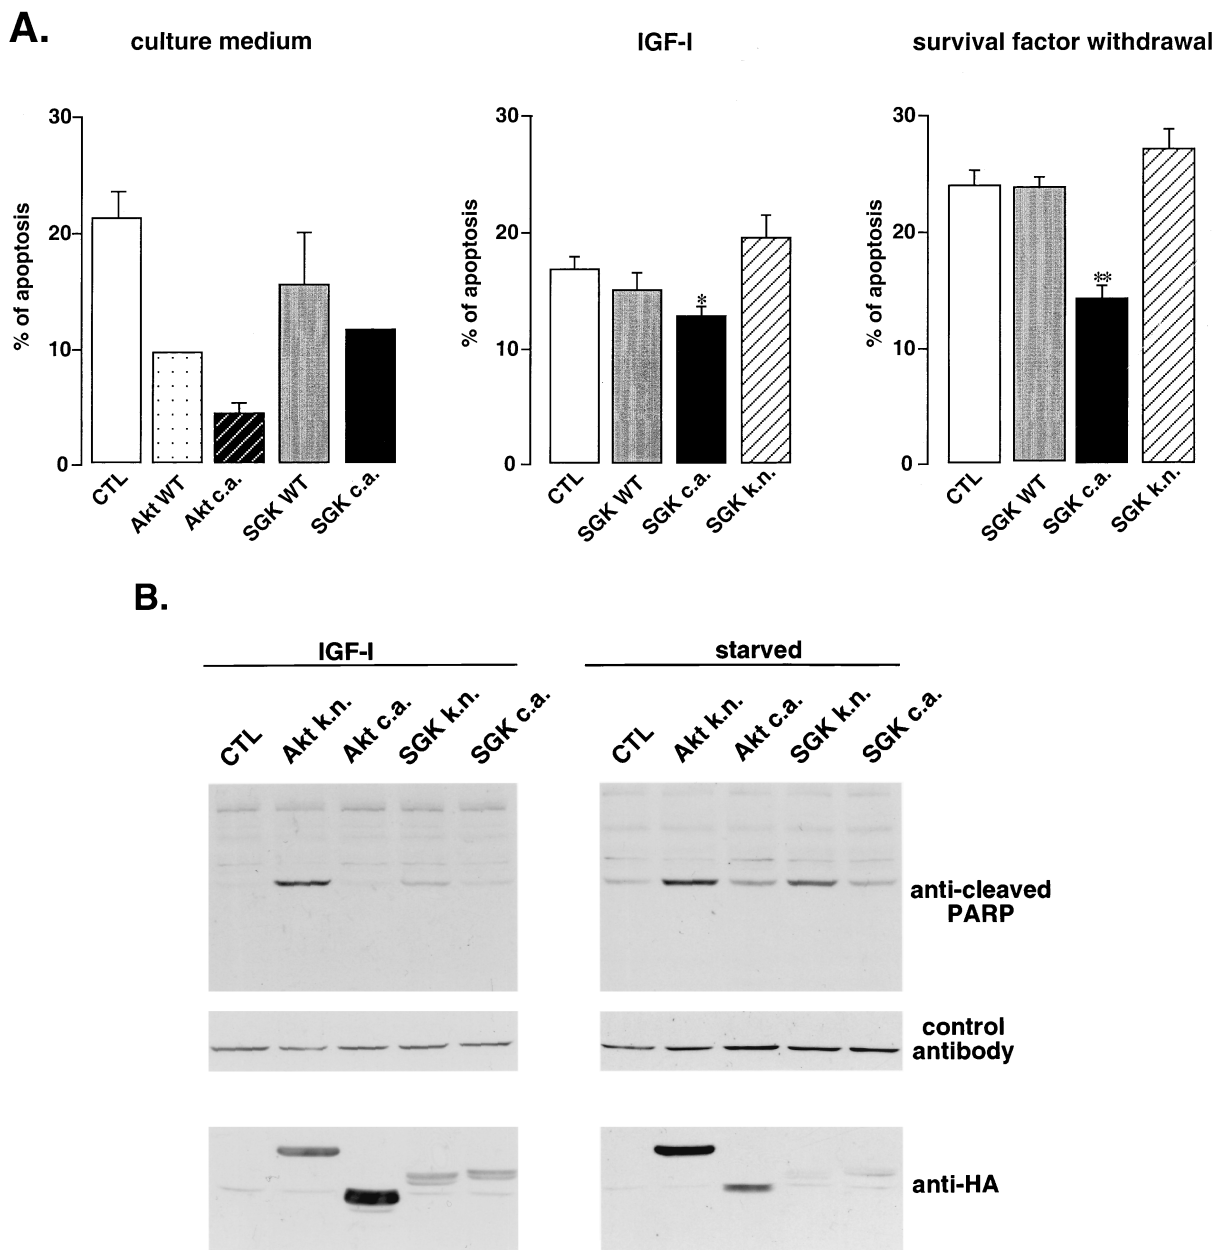 A.
culture medium
IGF-I
survival factor withdrawal
30
20
10
0
% of apoptosis
CTL
Akt WT
Akt c.a.
SGK WT
SGK c.a.
30
20
10
0
% of apoptosis
*
CTL
SGK WT
SGK c.a.
SGK k.n.
30
20
10
0
% of apoptosis
**
CTL
SGK WT
SGK c.a.
SGK k.n.
B.
IGF-I
starved
CTL
Akt k.n.
Akt c.a.
SGK k.n.
SGK c.a.
CTL
Akt k.n.
Akt c.a.
SGK k.n.
SGK c.a.
anti-cleaved
PARP
control
antibody
anti-HA